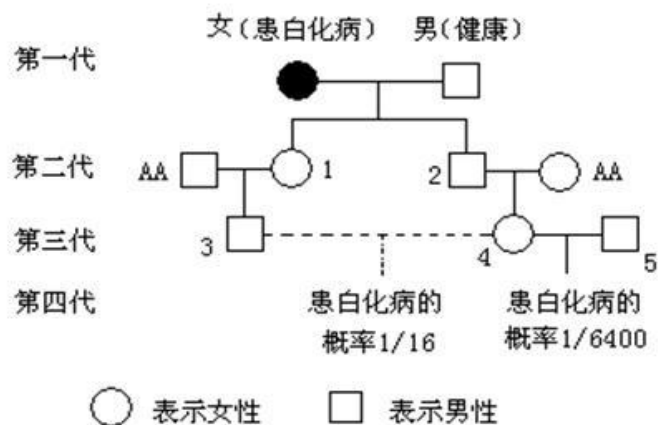 女（患白化病） 男（健康）
第一代
第二代 AA 1 2 AA
第三代 3 4 5
第四代 患白化病的 患白化病的
概率1/16 概率1/6400
表示女性 表示男性